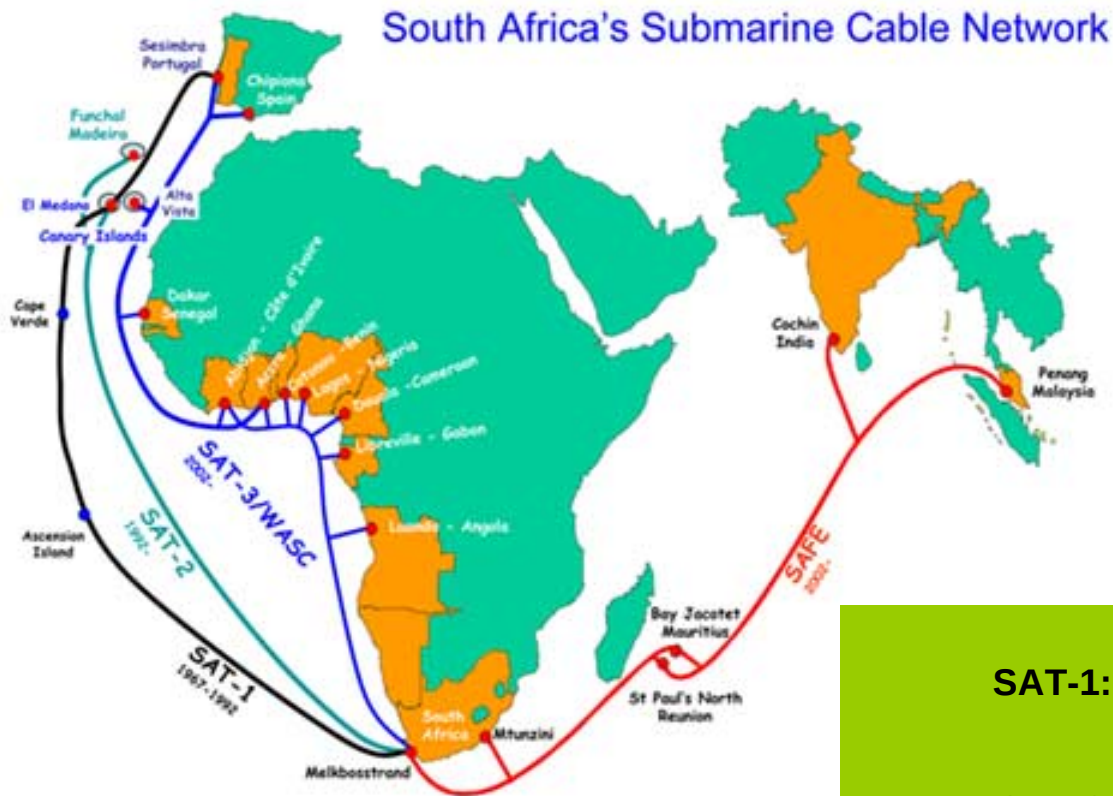 South Africa's Submarine Cable Network
Sesimbra
Portugal
Chipiona
Spain
Funchal
Madeira
El Medano
Alta
Vista
Canary Islands
Cape
Verde
Dakar
Senegal
Abidjan - Côte d'Ivoire
Accra - Ghana
Cotonou - Benin
Lagos - Nigeria
Douala - Cameroon
Libreville - Gabon
Luanda - Angola
Ascension
Island
SAT-3/WASC
2002-
SAT-2
1992-
SAT-1
1967-1992
Cochin
India
Penang
Malaysia
SAFE
2002-
Bay Jacotet
Mauritius
St Paul's North
Reunion
South
Africa
Mtunzini
Melkbosstrand
SAT-1: